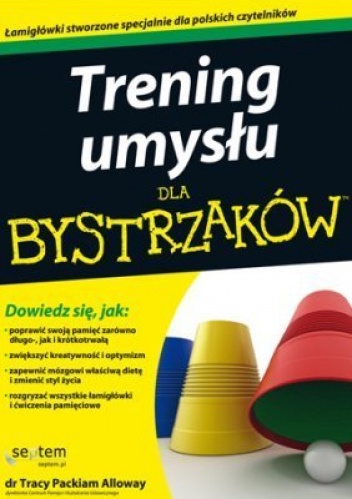 Łamigłówki stworzone specjalnie dla polskich czytelników
Trening
umysłu
DLA
BYSTRZAKÓW™
Dowiedz się, jak:
• poprawić swoją pamięć zarówno
długo-, jak i krótkotrwałą
• zwiększyć kreatywność i optymizm
• zapewnić mózgowi właściwą dietę
i zmienić styl życia
• rozgryzać wszystkie łamigłówki
i ćwiczenia pamięciowe
septem
septem.pl
dr Tracy Packiam Alloway